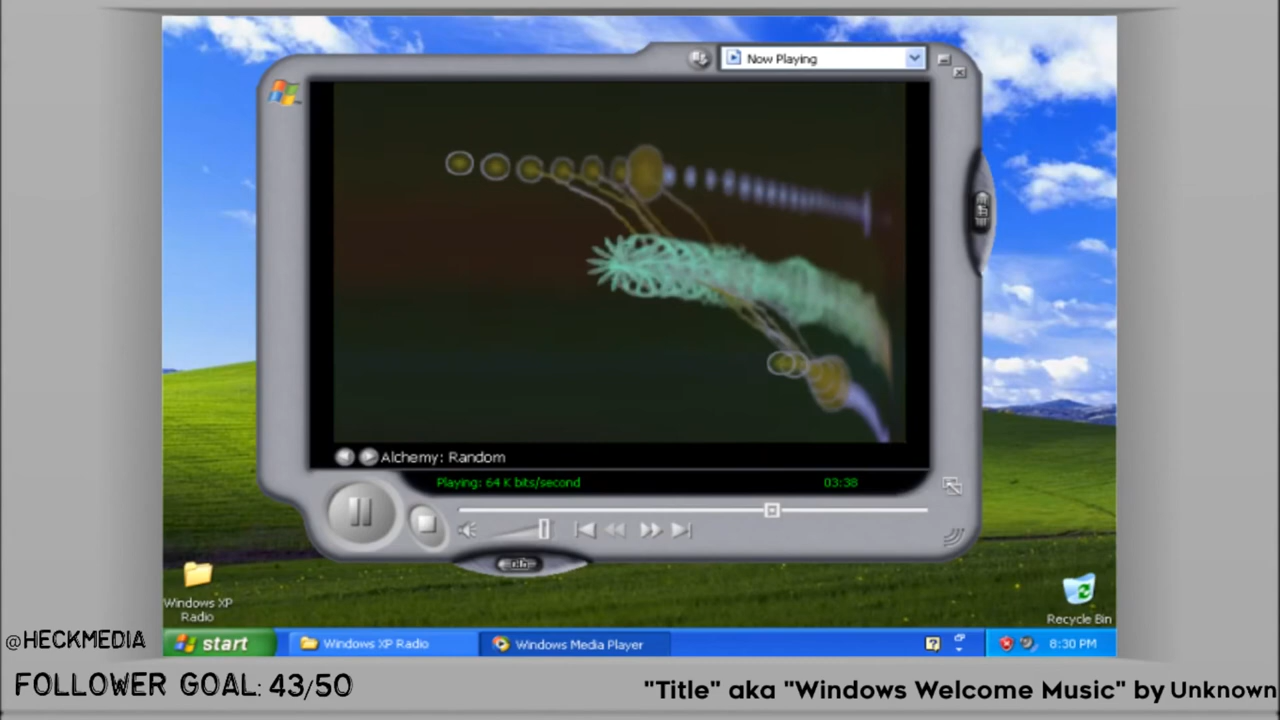 Now Playing
Alchemy: Random
Playing: 64 K bits/second
03:38
Windows XP
Radio
Recycle Bin
start
Windows XP Radio
Windows Media Player
8:30 PM
@HECKMEDIA
FOLLOWER GOAL: 43/50
"Title" aka "Windows Welcome Music" by Unknown